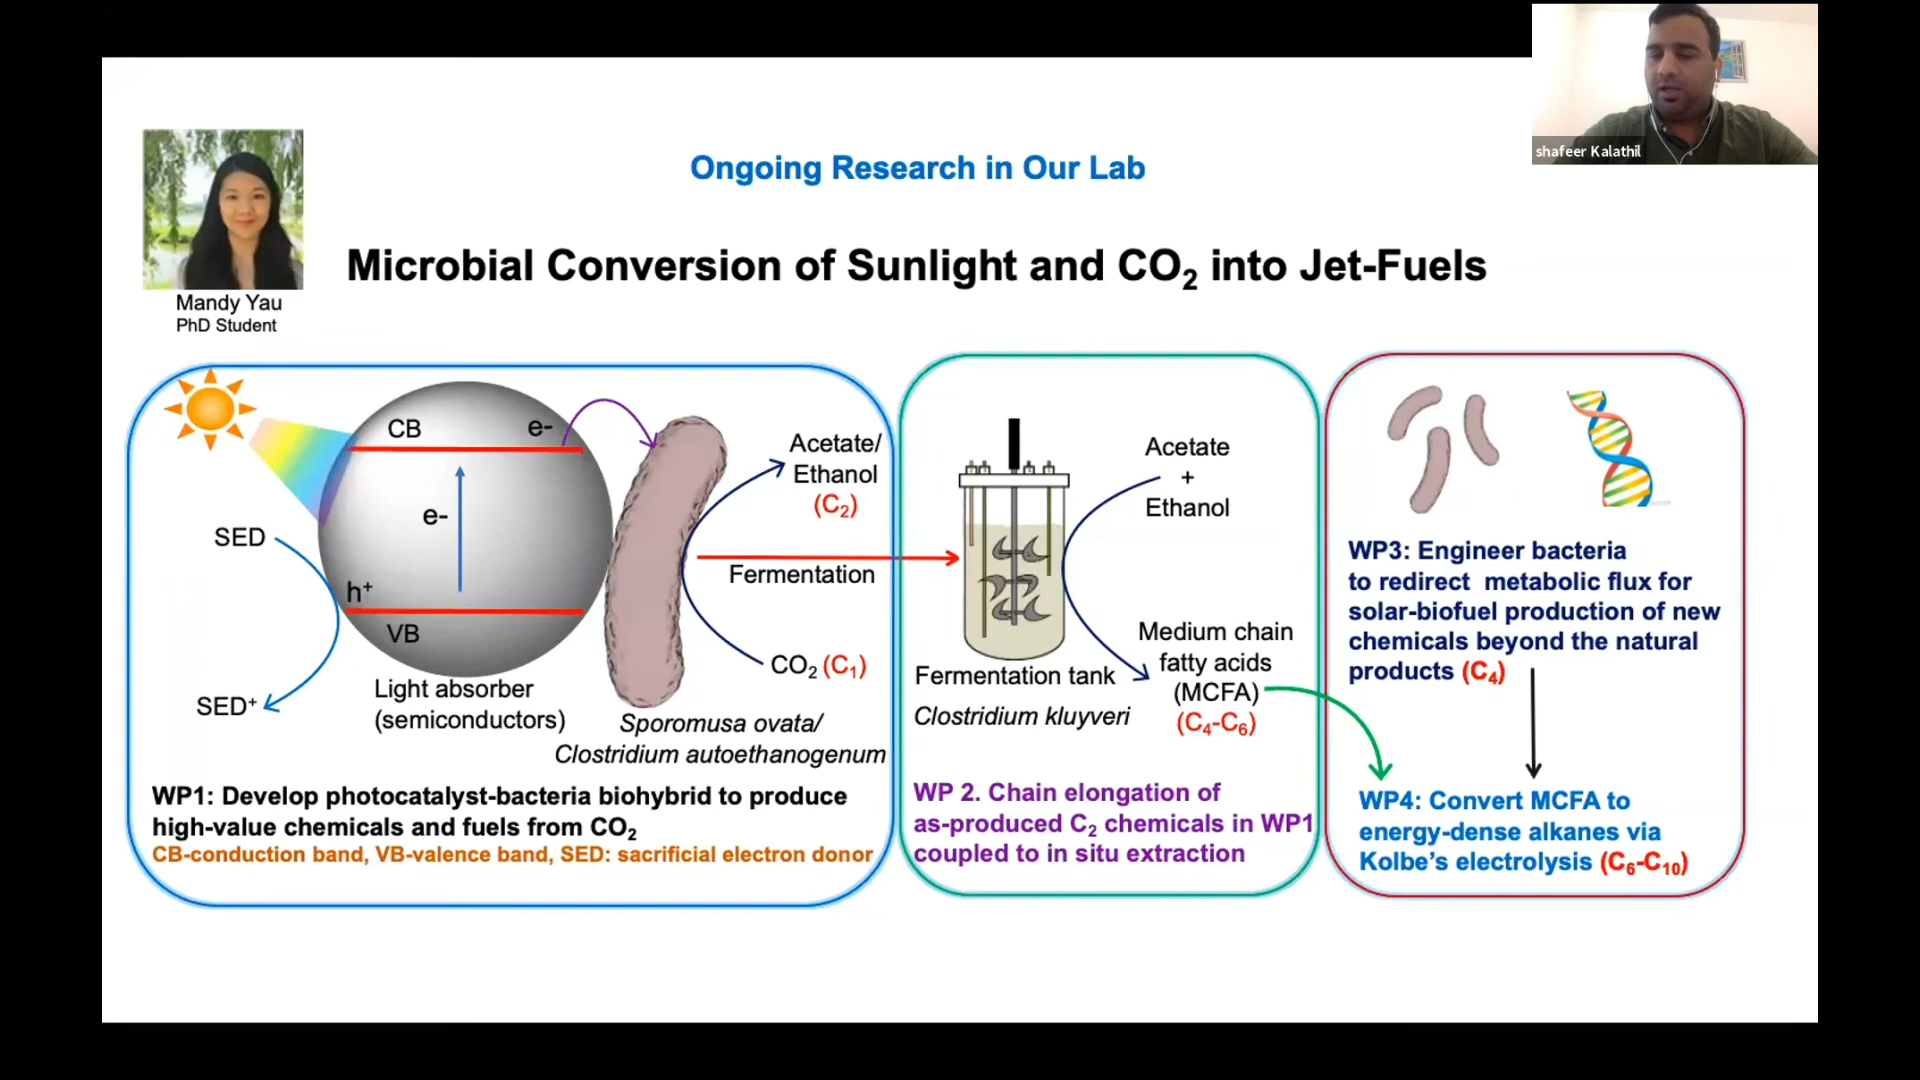 shafeer Kalathil
Ongoing Research in Our Lab
Microbial Conversion of Sunlight and CO₂ into Jet-Fuels
Mandy Yau
PhD Student
CB
e-
e-
SED
h⁺
VB
SED⁺
Light absorber
(semiconductors)
Acetate/
Ethanol
(C₂)
Fermentation
CO₂ (C₁)
Sporomusa ovata/
Clostridium autoethanogenum
WP1: Develop photocatalyst-bacteria biohybrid to produce
high-value chemicals and fuels from CO₂
CB-conduction band, VB-valence band, SED: sacrificial electron donor
Acetate
+
Ethanol
Medium chain
fatty acids
(MCFA)
(C₄-C₆)
Fermentation tank
Clostridium kluyveri
WP 2. Chain elongation of
as-produced C₂ chemicals in WP1
coupled to in situ extraction
WP3: Engineer bacteria
to redirect metabolic flux for
solar-biofuel production of new
chemicals beyond the natural
products (C₄)
WP4: Convert MCFA to
energy-dense alkanes via
Kolbe's electrolysis (C₆-C₁₀)